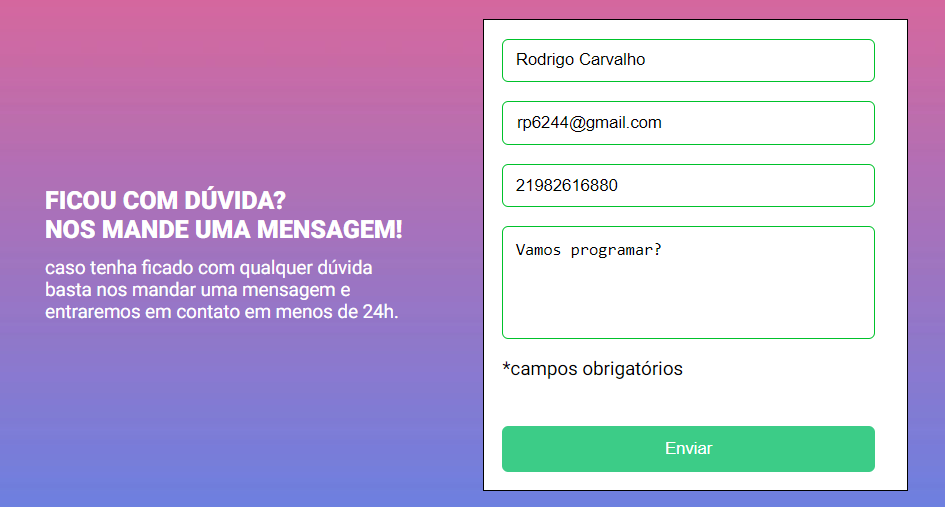 FICOU COM DÚVIDA?
NOS MANDE UMA MENSAGEM!
caso tenha ficado com qualquer dúvida
basta nos mandar uma mensagem e
entraremos em contato em menos de 24h.
Rodrigo Carvalho
rp6244@gmail.com
21982616880
Vamos programar?
*campos obrigatórios
Enviar